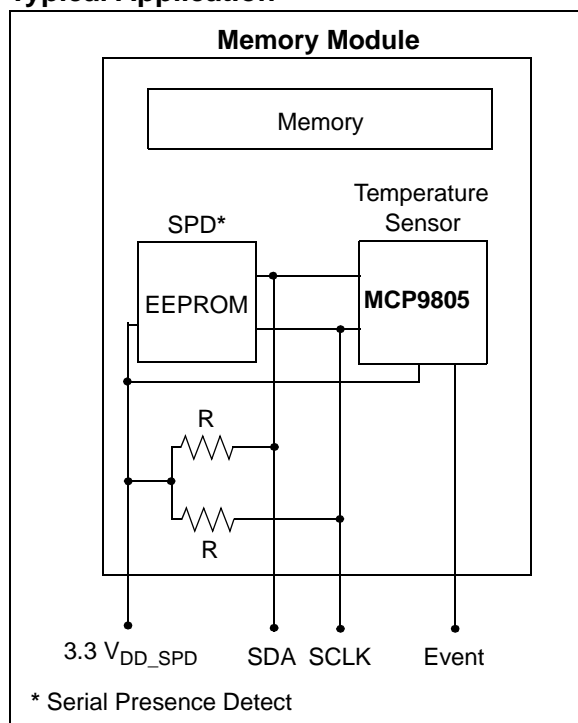 Typical Application
Memory Module
Memory
Temperature
Sensor
SPD*
EEPROM
MCP9805
R
R
3.3 VDD_SPD
SDA
SCLK
Event
* Serial Presence Detect